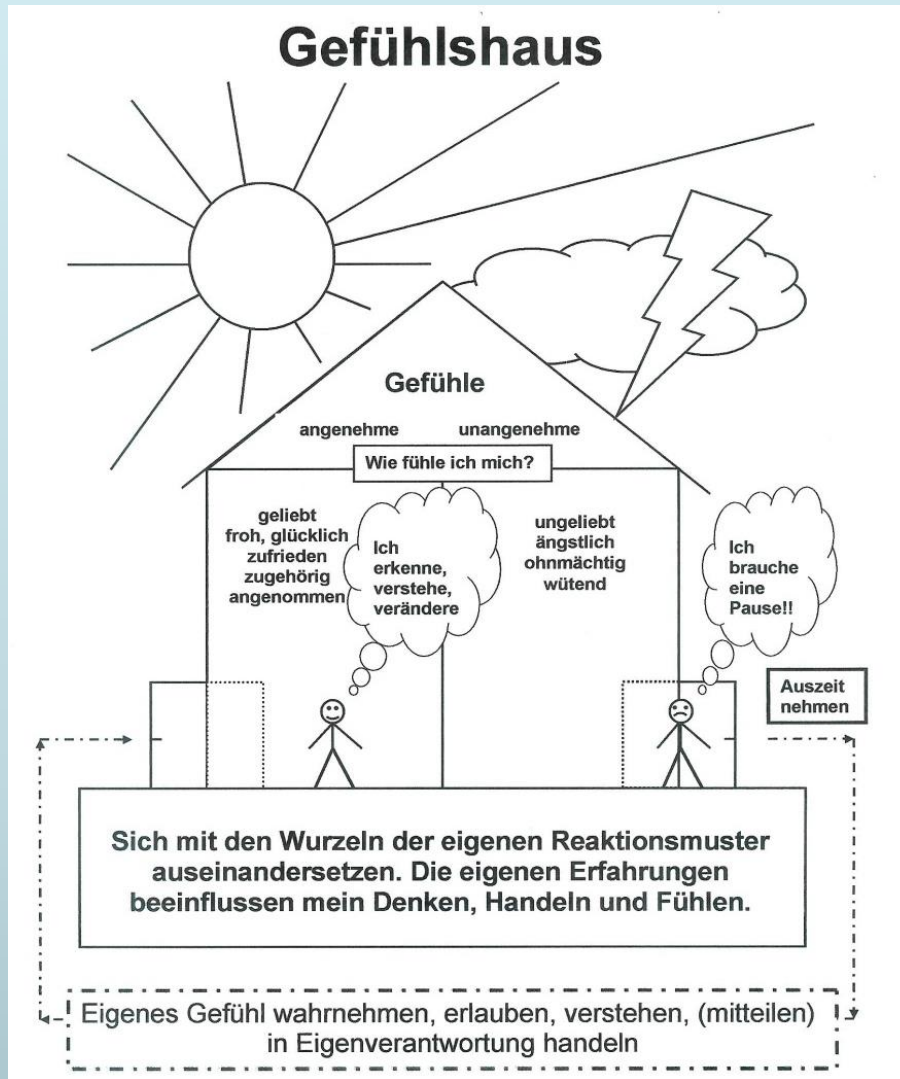 Gefühlshaus
Gefühle
angenehme
unangenehme
Wie fühle ich mich?
geliebt
froh, glücklich
zufrieden
zugehörig
angenommen
Ich
erkenne,
verstehe,
verändere
ungeliebt
ängstlich
ohnmächtig
wütend
Ich
brauche
eine
Pause!!
Auszeit
nehmen
Sich mit den Wurzeln der eigenen Reaktionsmuster
auseinandersetzen. Die eigenen Erfahrungen
beeinflussen mein Denken, Handeln und Fühlen.
Eigenes Gefühl wahrnehmen, erlauben, verstehen, (mitteilen)
in Eigenverantwortung handeln